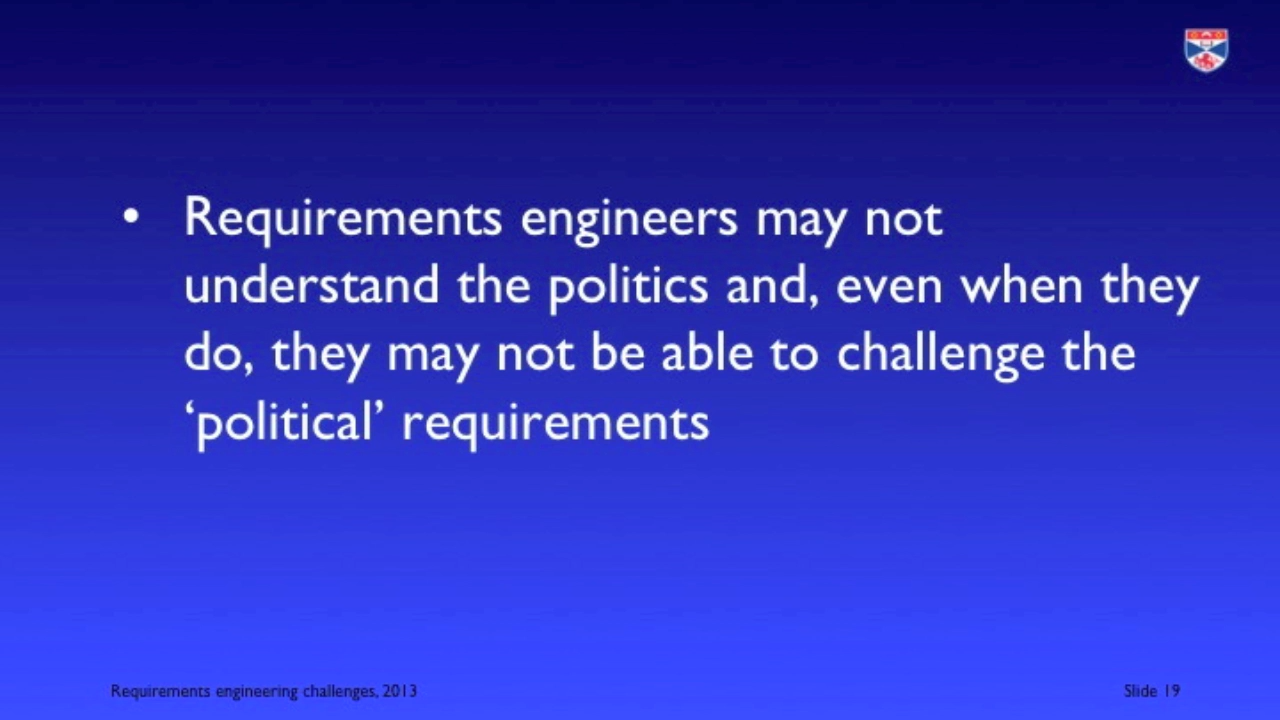 • Requirements engineers may not
understand the politics and, even when they
do, they may not be able to challenge the
‘political’ requirements
Requirements engineering challenges, 2013
Slide 19